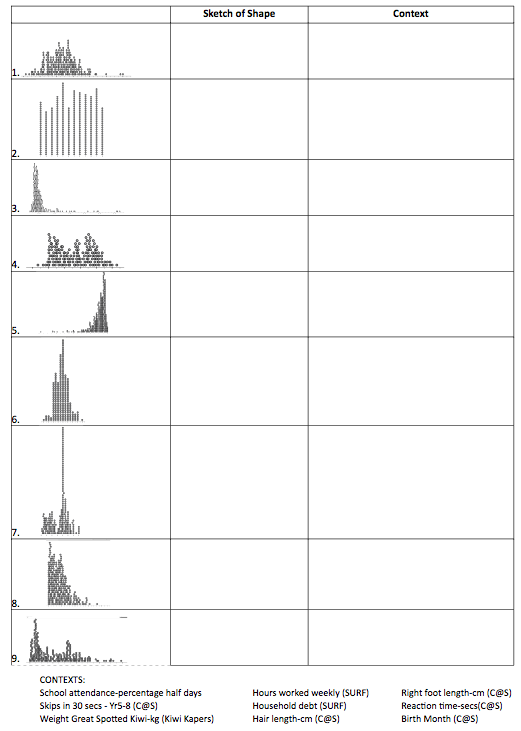 Sketch of Shape Context
1.
2.
3.
4.
5.
6.
7.
8.
9.
CONTEXTS:
School attendance-percentage half days Hours worked weekly (SURF) Right foot length-cm (C@S)
Skips in 30 secs - Yr5-8 (C@S) Household debt (SURF) Reaction time-secs(C@S)
Weight Great Spotted Kiwi-kg (Kiwi Kapers) Hair length-cm (C@S) Birth Month (C@S)